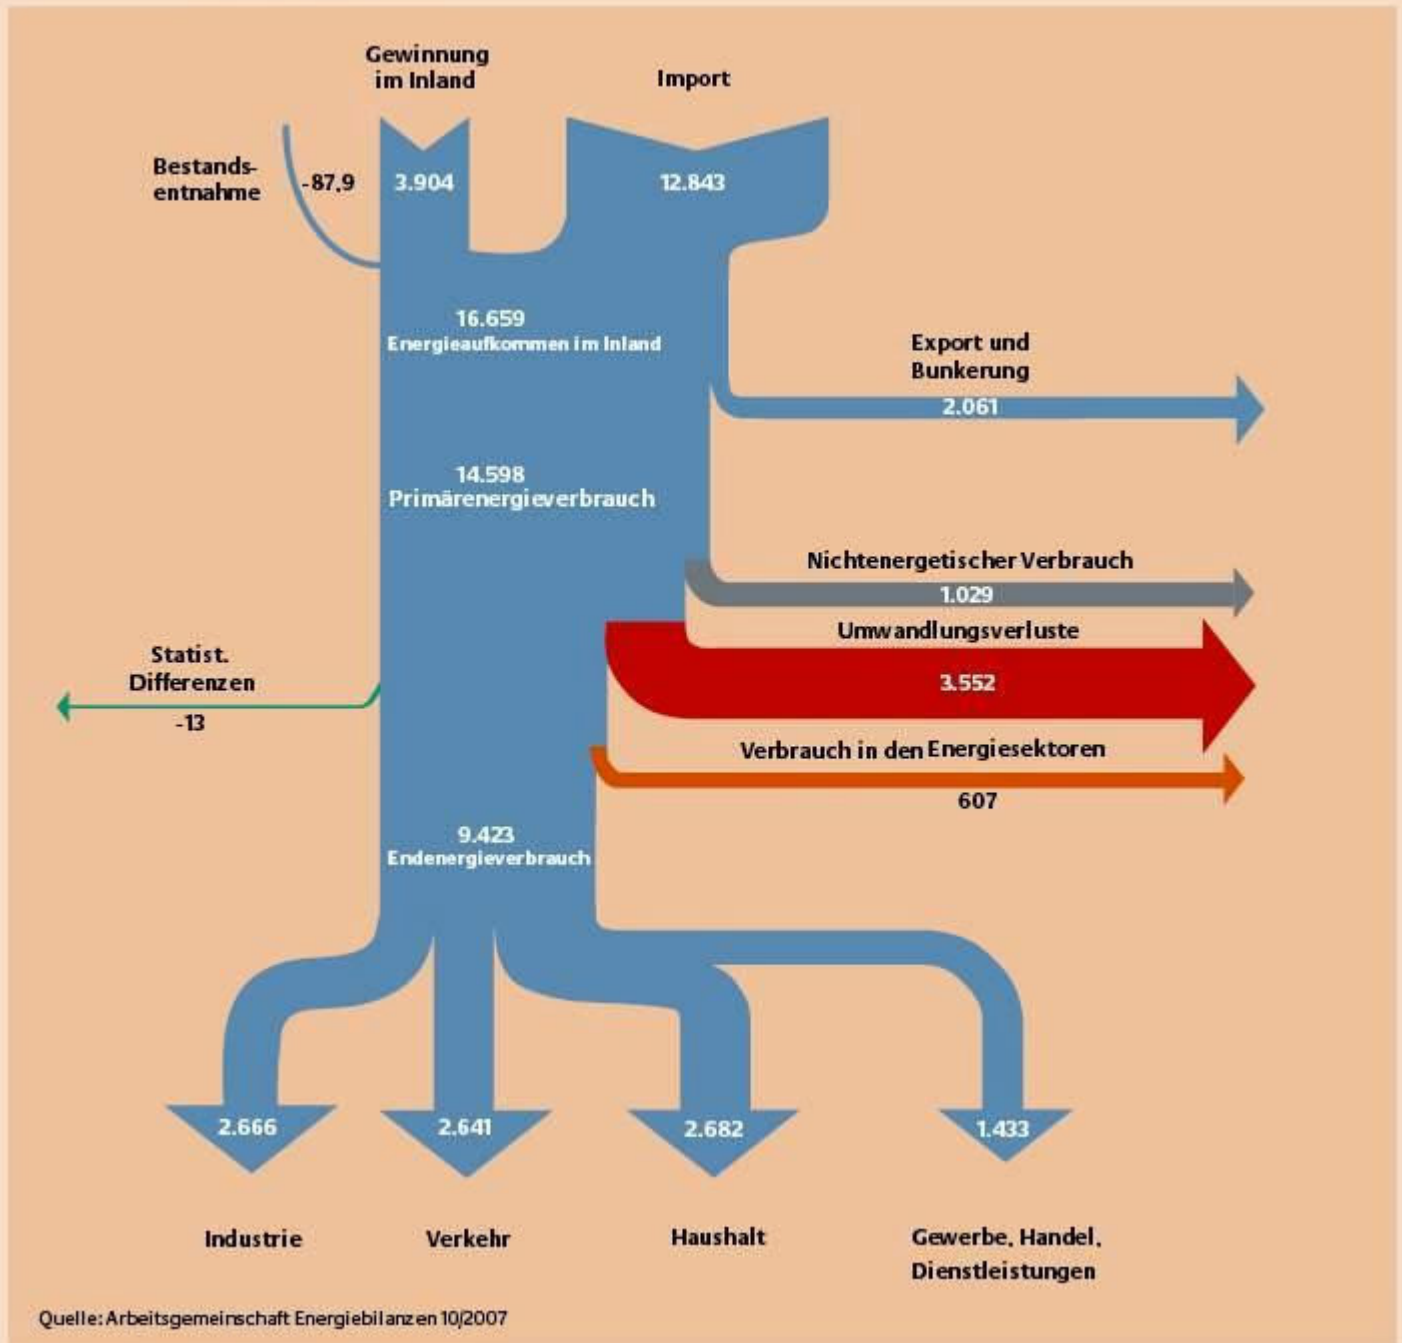 Gewinnung
im Inland
Import
Bestands-
entnahme
-87,9
3.904
12.843
16.659
Energieaufkommen im Inland
Export und
Bunkerung
2.061
14.598
Primärenergieverbrauch
Nichtenergetischer Verbrauch
1.029
Umwandlungsverluste
3.552
Statist.
Differenzen
-13
Verbrauch in den Energiesektoren
607
9.423
Endenergieverbrauch
2.666
2.641
2.682
1.433
Industrie
Verkehr
Haushalt
Gewerbe, Handel,
Dienstleistungen
Quelle: Arbeitsgemeinschaft Energiebilanzen 10/2007